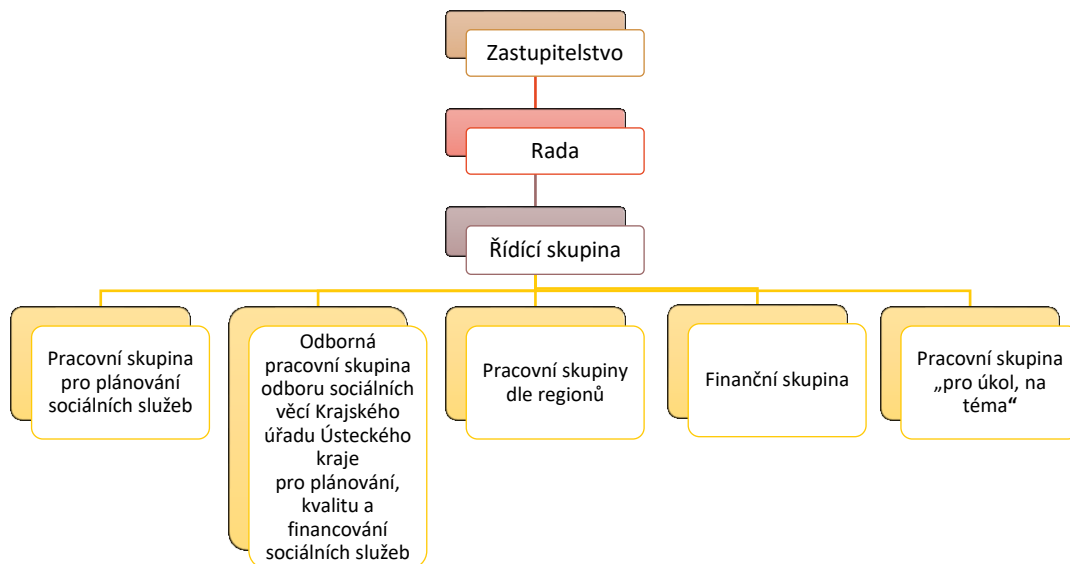 Zastupitelstvo
Rada
Řídící skupina
Pracovní skupina
pro plánování
sociálních služeb
Odborná
pracovní skupina
odboru sociálních
věcí Krajského
úřadu Ústeckého
kraje
pro plánování,
kvalitu a
financování
sociálních služeb
Pracovní skupiny
dle regionů
Finanční skupina
Pracovní skupina
„pro úkol, na
téma“